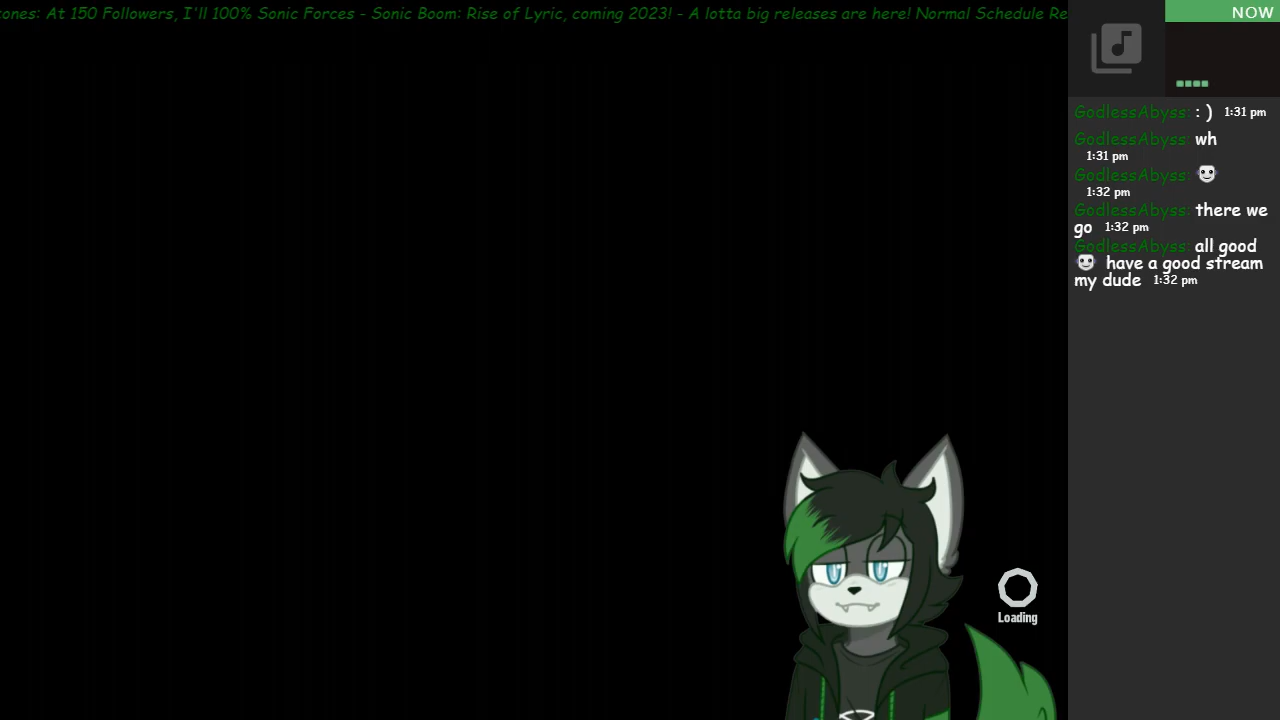 tones: At 150 Followers, I'll 100% Sonic Forces - Sonic Boom: Rise of Lyric, coming 2023! - A lotta big releases are here! Normal Schedule Re
NOW
GodlessAbyss: : ) 1:31 pm
GodlessAbyss: wh
1:31 pm
GodlessAbyss:
1:32 pm
GodlessAbyss: there we
go 1:32 pm
GodlessAbyss: all good
have a good stream
my dude 1:32 pm
Loading